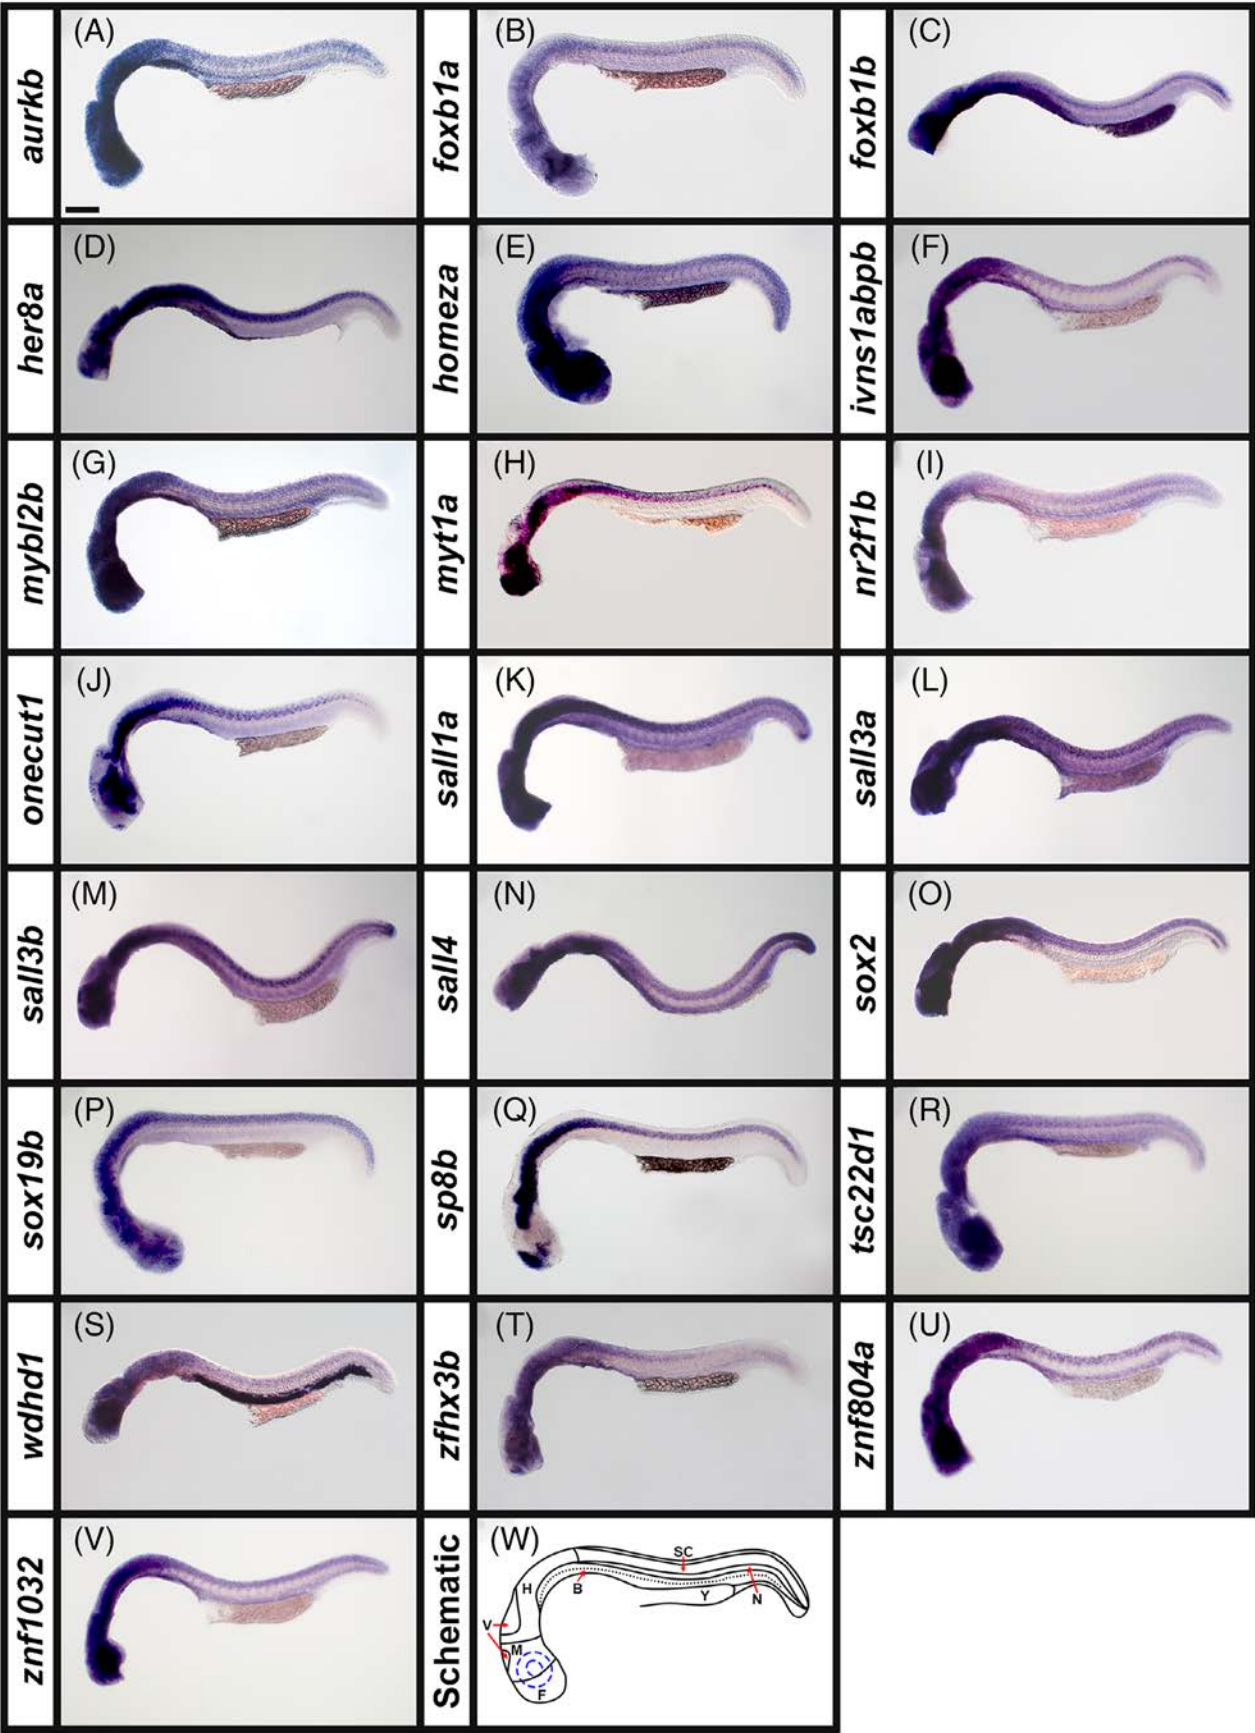 aurkb
(A)
foxb1a
(B)
foxb1b
(C)
her8a
(D)
homeza
(E)
ivns1abpb
(F)
mybl2b
(G)
myt1a
(H)
nr2f1b
(I)
onecut1
(J)
sall1a
(K)
sall3a
(L)
sall3b
(M)
sall4
(N)
sox2
(O)
sox19b
(P)
sp8b
(Q)
tsc22d1
(R)
wdhd1
(S)
zfhx3b
(T)
znf804a
(U)
znf1032
(V)
Schematic
(W)
SC
H
B
Y
N
V
M
F